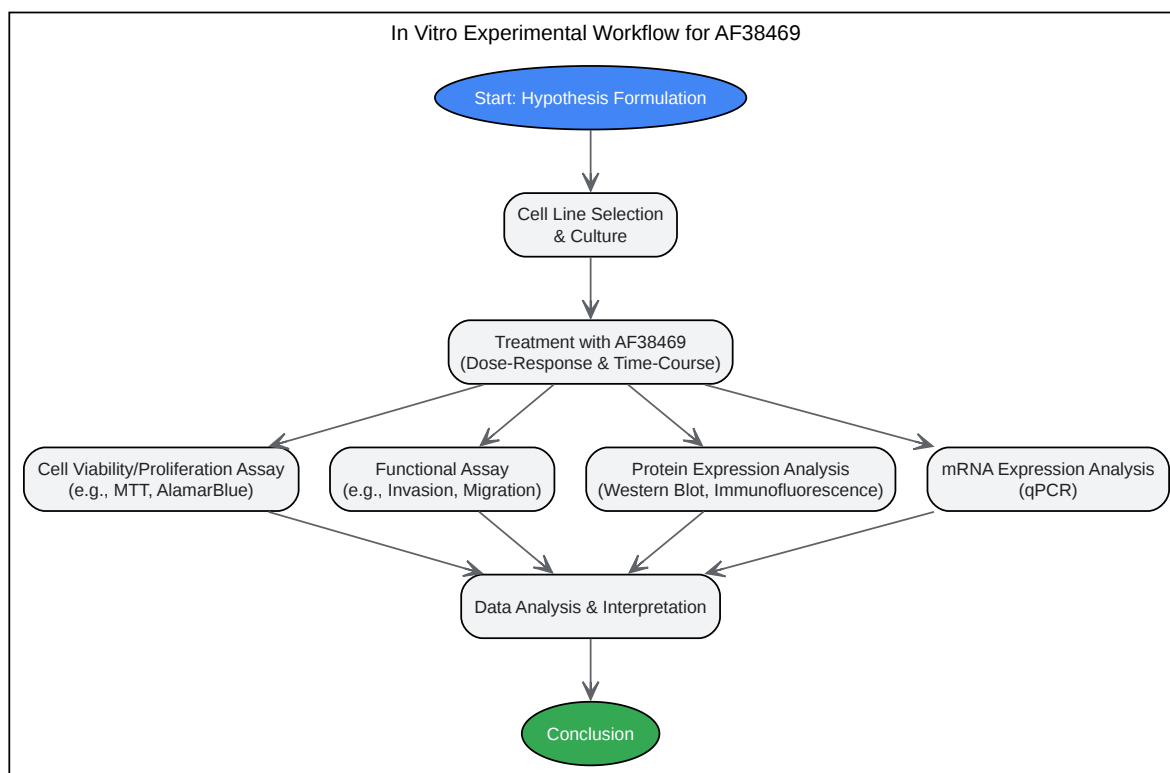 In Vitro Experimental Workflow for AF38469
Start: Hypothesis Formulation
Cell Line Selection
& Culture
Treatment with AF38469
(Dose-Response & Time-Course)
Cell Viability/Proliferation Assay
(e.g., MTT, AlamarBlue)
Functional Assay
(e.g., Invasion, Migration)
Protein Expression Analysis
(Western Blot, Immunofluorescence)
mRNA Expression Analysis
(qPCR)
Data Analysis & Interpretation
Conclusion